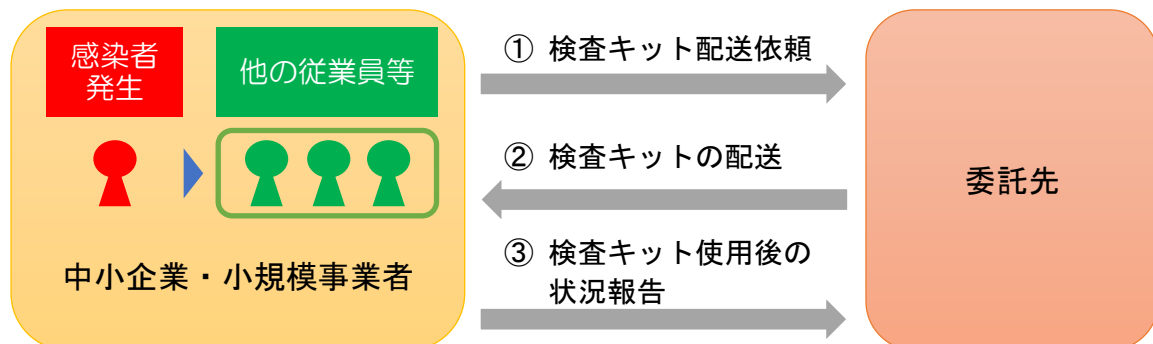 感染者
発生
他の従業員等
中小企業・小規模事業者
① 検査キット配送依頼
② 検査キットの配送
③ 検査キット使用後の
状況報告
委託先